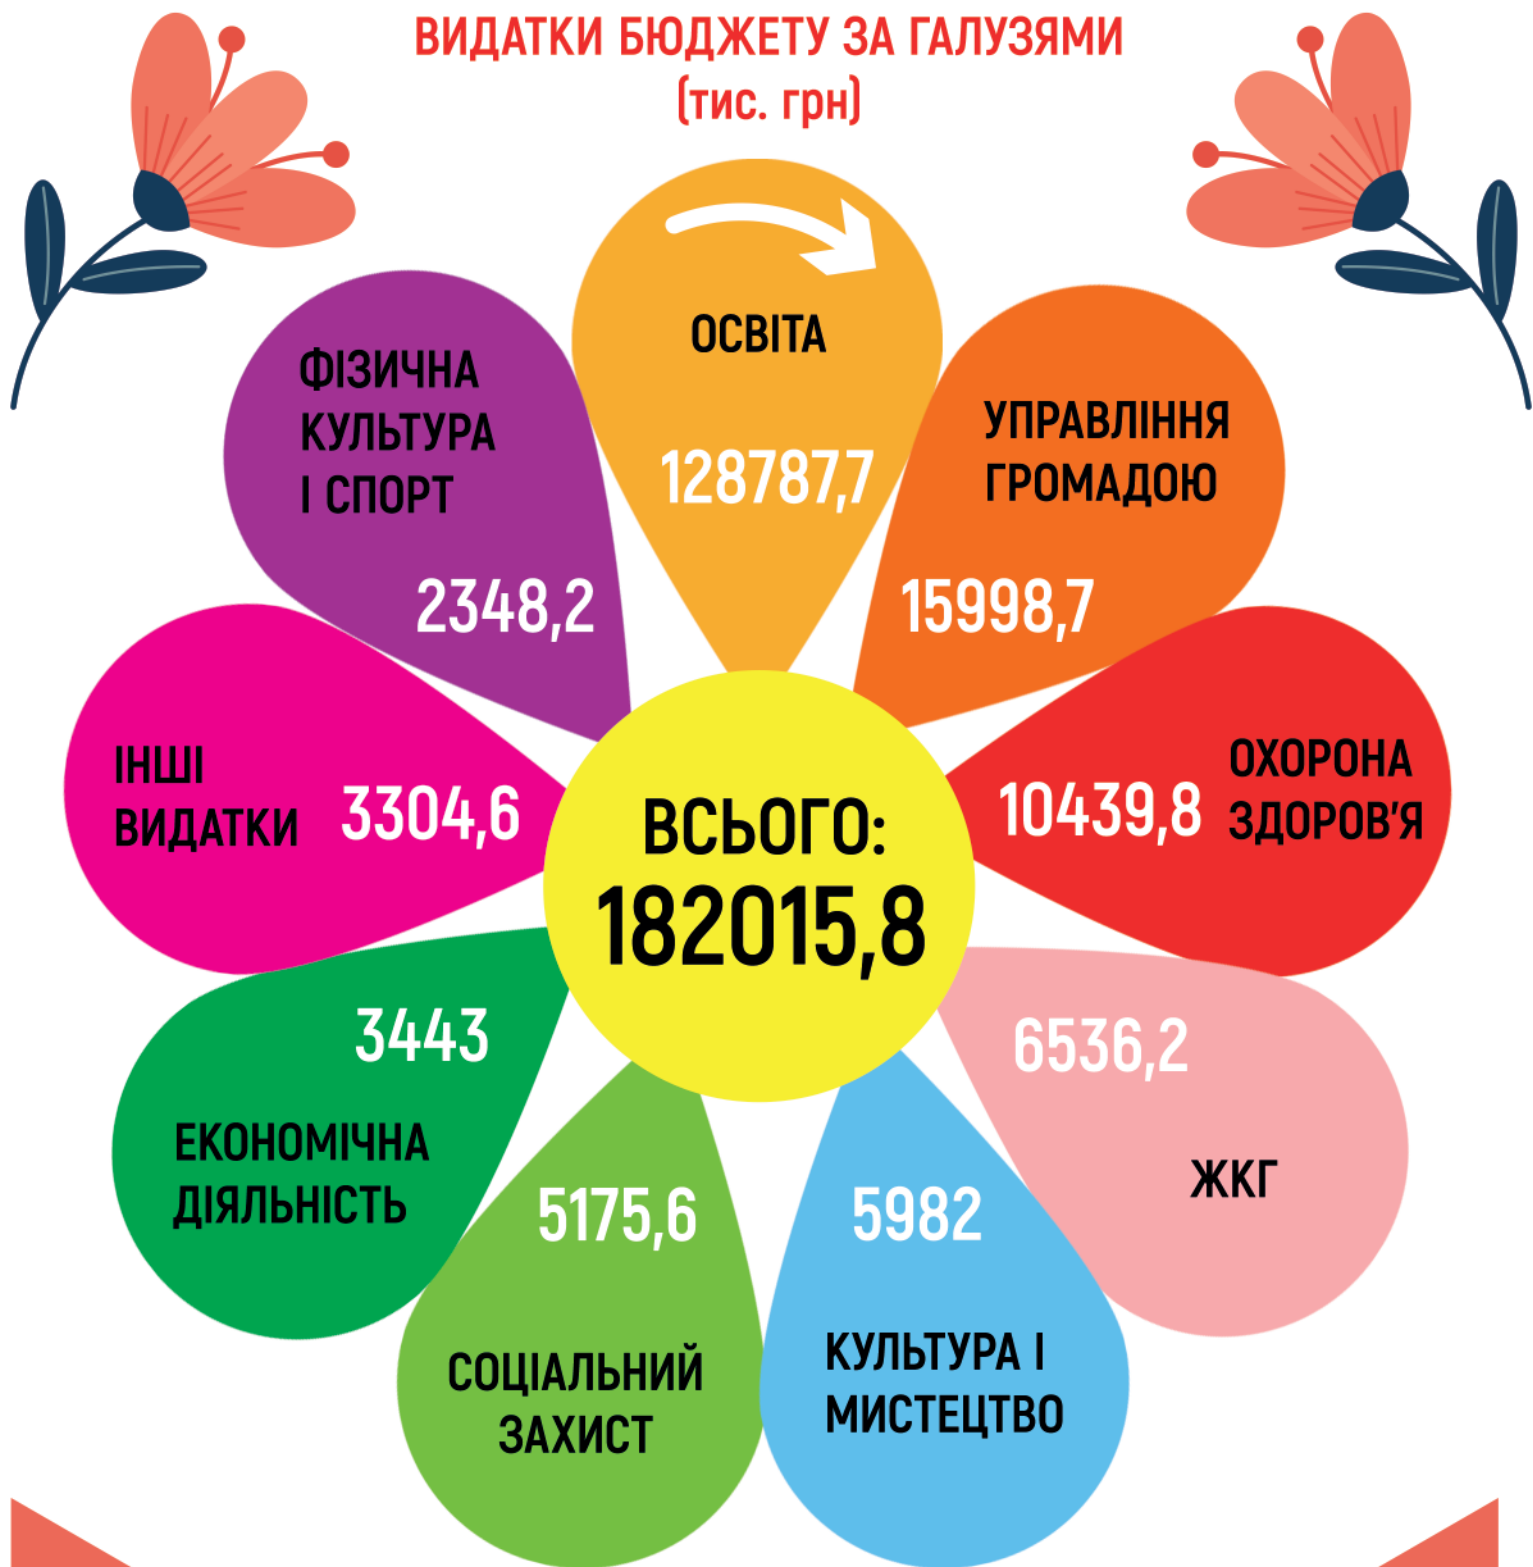 ВИДАТКИ БЮДЖЕТУ ЗА ГАЛУЗЯМИ
(тис. грн)
ОСВІТА
128787,7
УПРАВЛІННЯ
ГРОМАДОЮ
15998,7
ОХОРОНА
ЗДОРОВ'Я
10439,8
6536,2
ЖКГ
5982
КУЛЬТУРА І
МИСТЕЦТВО
5175,6
СОЦІАЛЬНИЙ
ЗАХИСТ
3443
ЕКОНОМІЧНА
ДІЯЛЬНІСТЬ
ІНШІ
ВИДАТКИ
3304,6
ФІЗИЧНА
КУЛЬТУРА
І СПОРТ
2348,2
ВСЬОГО:
182015,8